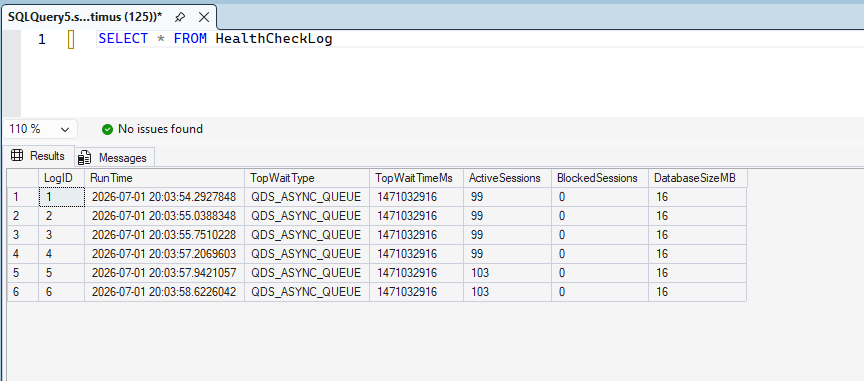 SQLQuery5.s...timus (125))*
1 SELECT * FROM HealthCheckLog
110 % No issues found
Results Messages
LogID RunTime TopWaitType TopWaitTimeMs ActiveSessions BlockedSessions DatabaseSizeMB
1 1 2026-07-01 20:03:54.2927848 QDS_ASYNC_QUEUE 1471032916 99 0 16
2 2 2026-07-01 20:03:55.0388348 QDS_ASYNC_QUEUE 1471032916 99 0 16
3 3 2026-07-01 20:03:55.7510228 QDS_ASYNC_QUEUE 1471032916 99 0 16
4 4 2026-07-01 20:03:57.2069603 QDS_ASYNC_QUEUE 1471032916 99 0 16
5 5 2026-07-01 20:03:57.9421057 QDS_ASYNC_QUEUE 1471032916 103 0 16
6 6 2026-07-01 20:03:58.6226042 QDS_ASYNC_QUEUE 1471032916 103 0 16